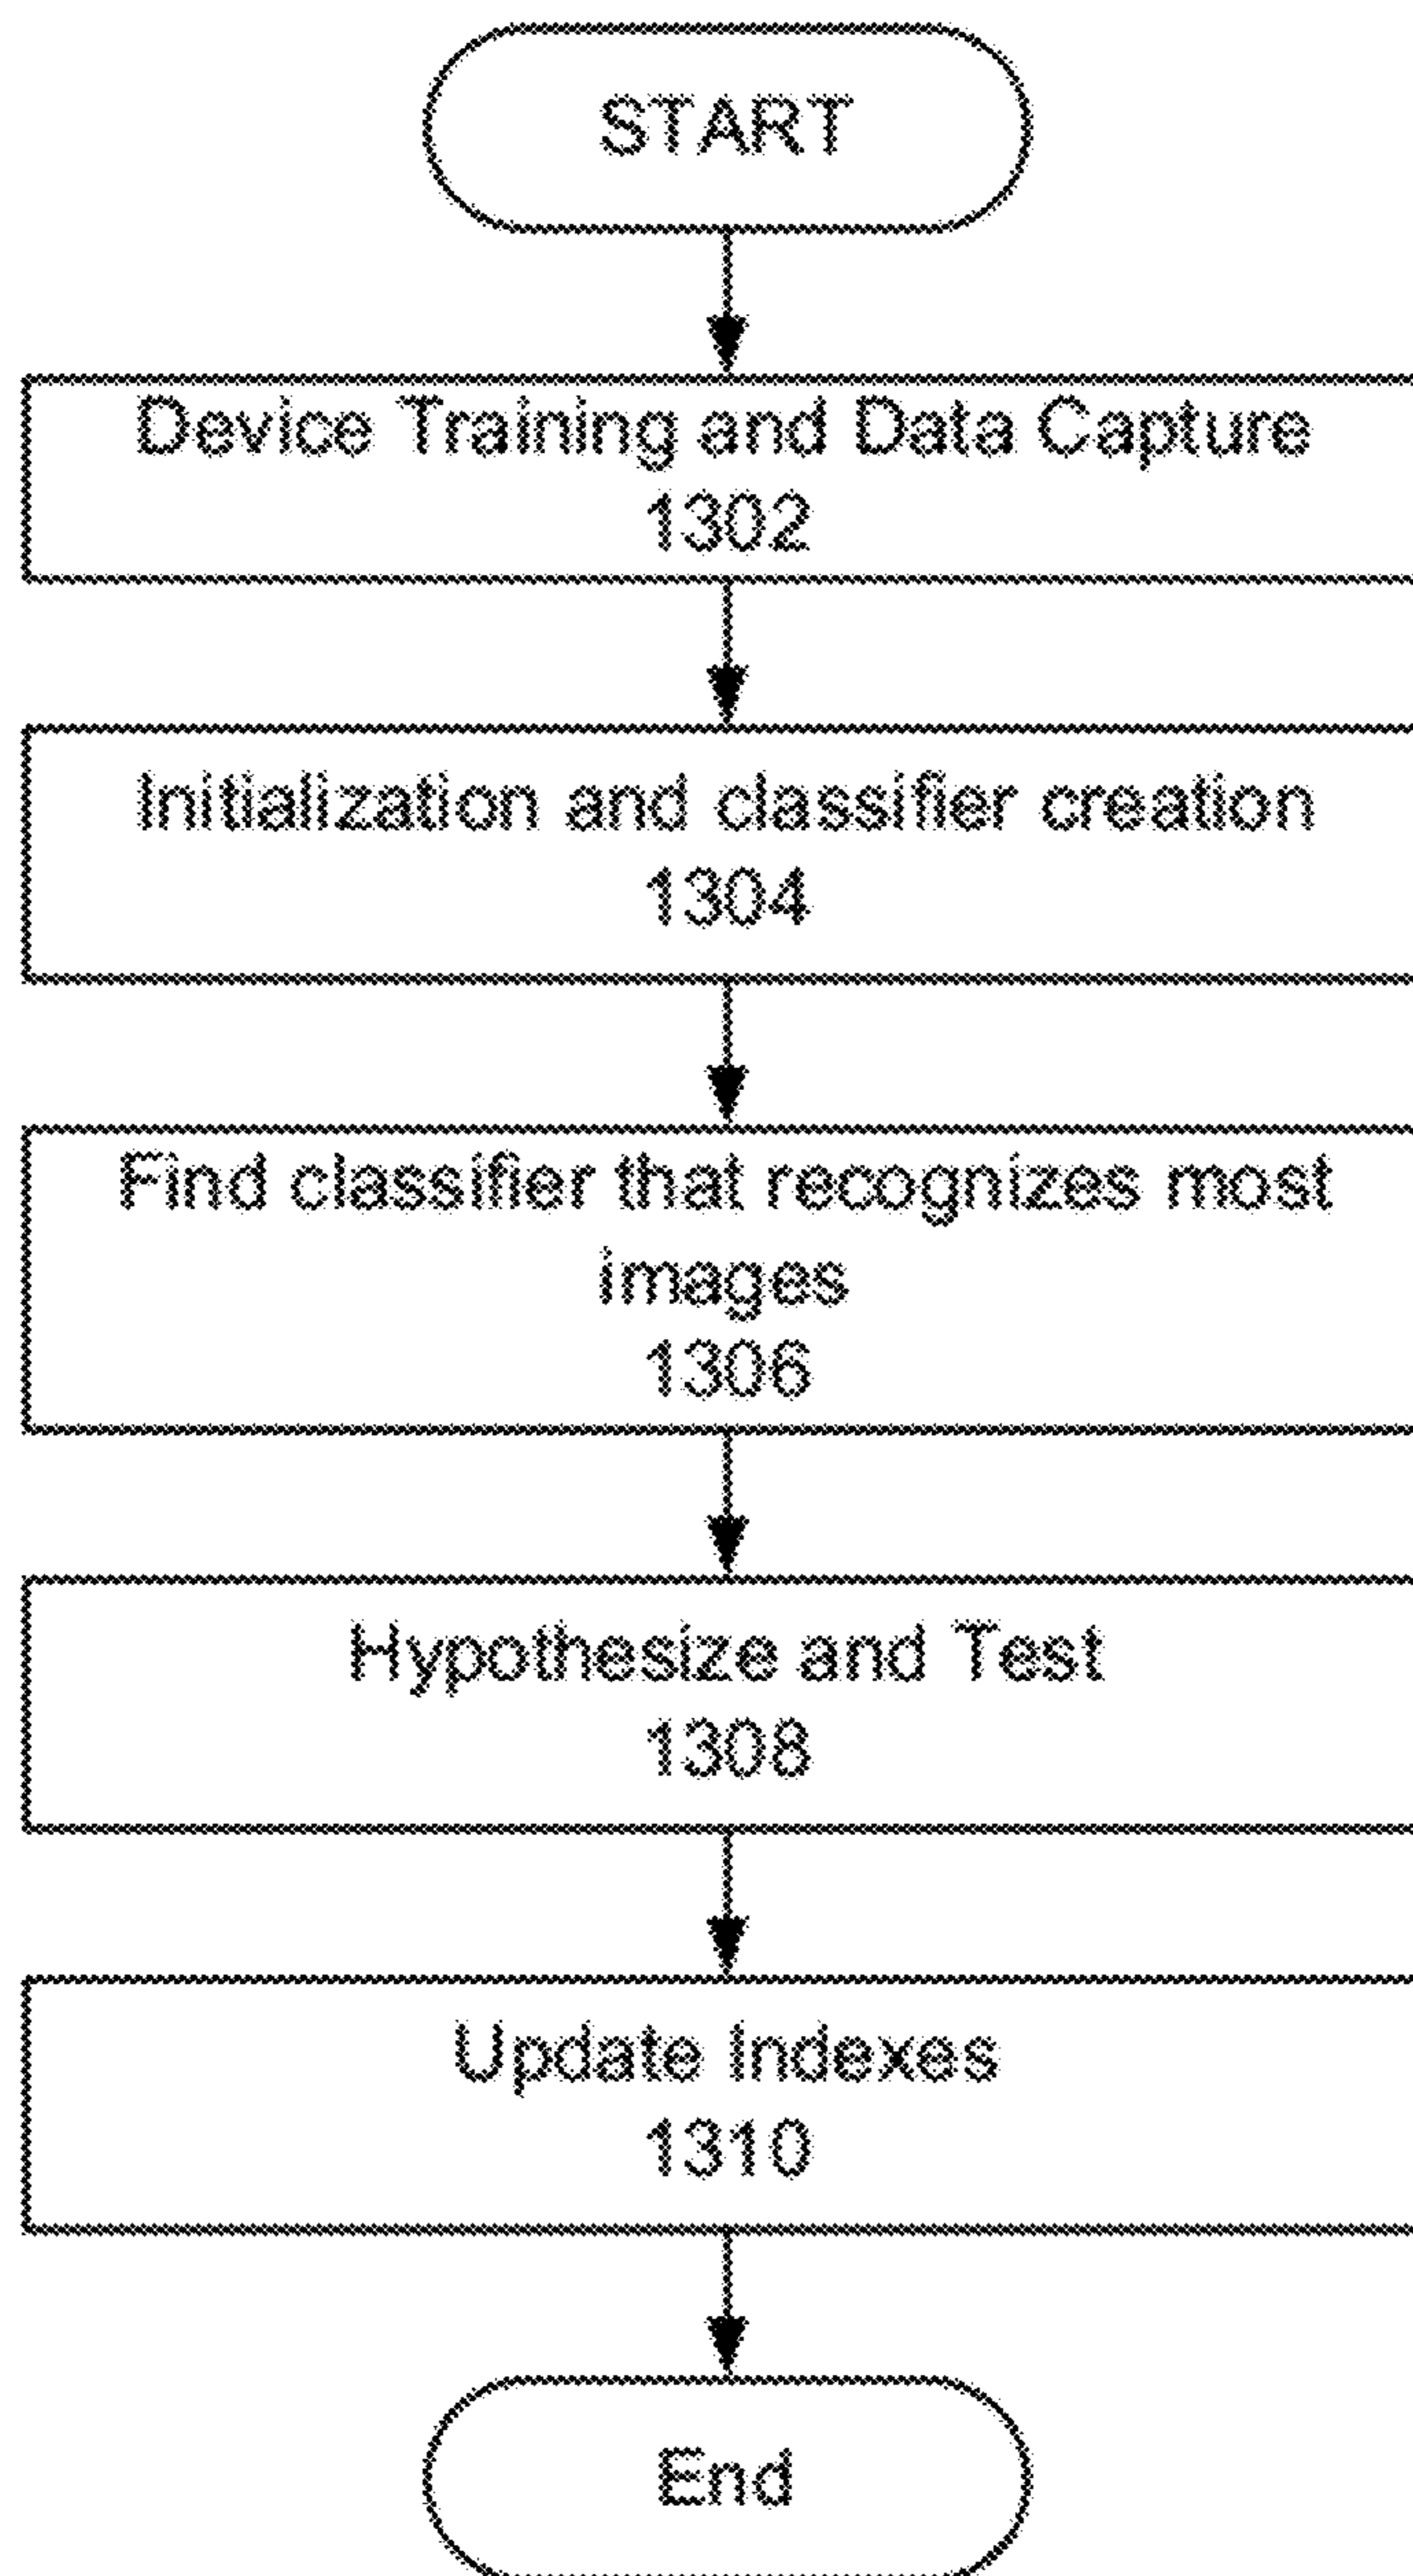 START
Device Training and Data Capture
1302
Initialization and classifier creation
1304
Find classifier that recognizes most
images
1306
Hypothesize and Test
1308
Update Indexes
1310
End